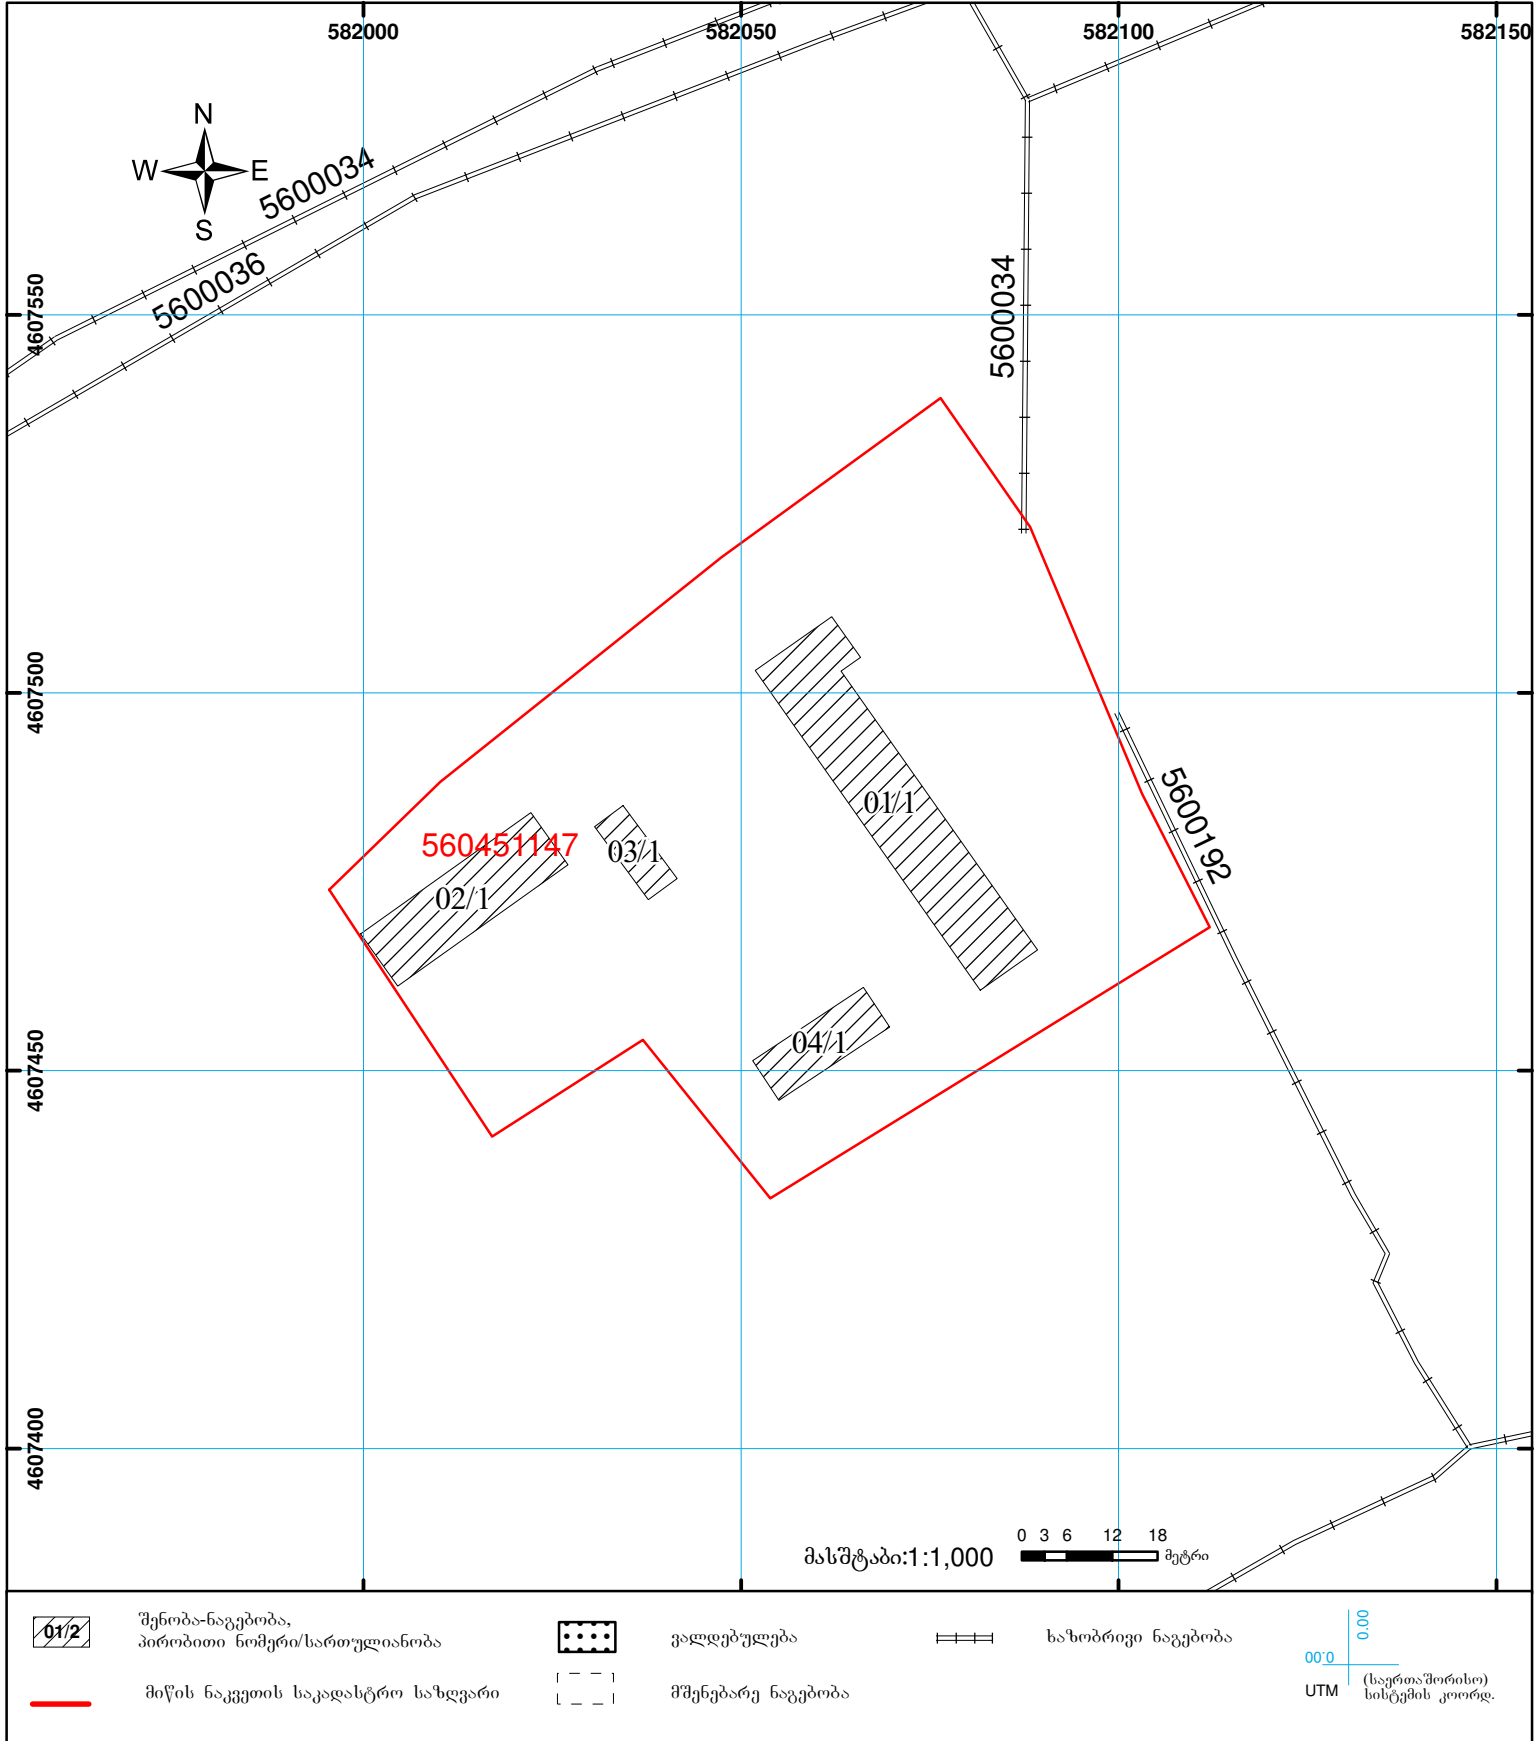 582000
582050
582100
582150
N
W
E
S
5600034
5600036
5600034
4607550
4607500
4607450
4607400
01/1
5600192
560451147
03/1
02/1
04/1
0 3 6 12 18
მასშტაბი:1:1,000
მეტრი
01/2
შენობა-ნაგებობა,
პირობითი ნომერი/სართულიანობა
ვალდებულება
ხაზობრივი ნაგებობა
მიწის ნაკვეთის საკადასტრო საზღვარი
მშენებარე ნაგებობა
00'0
00'0
UTM
(საერთაშორისო)
სისტემის კოორდ.